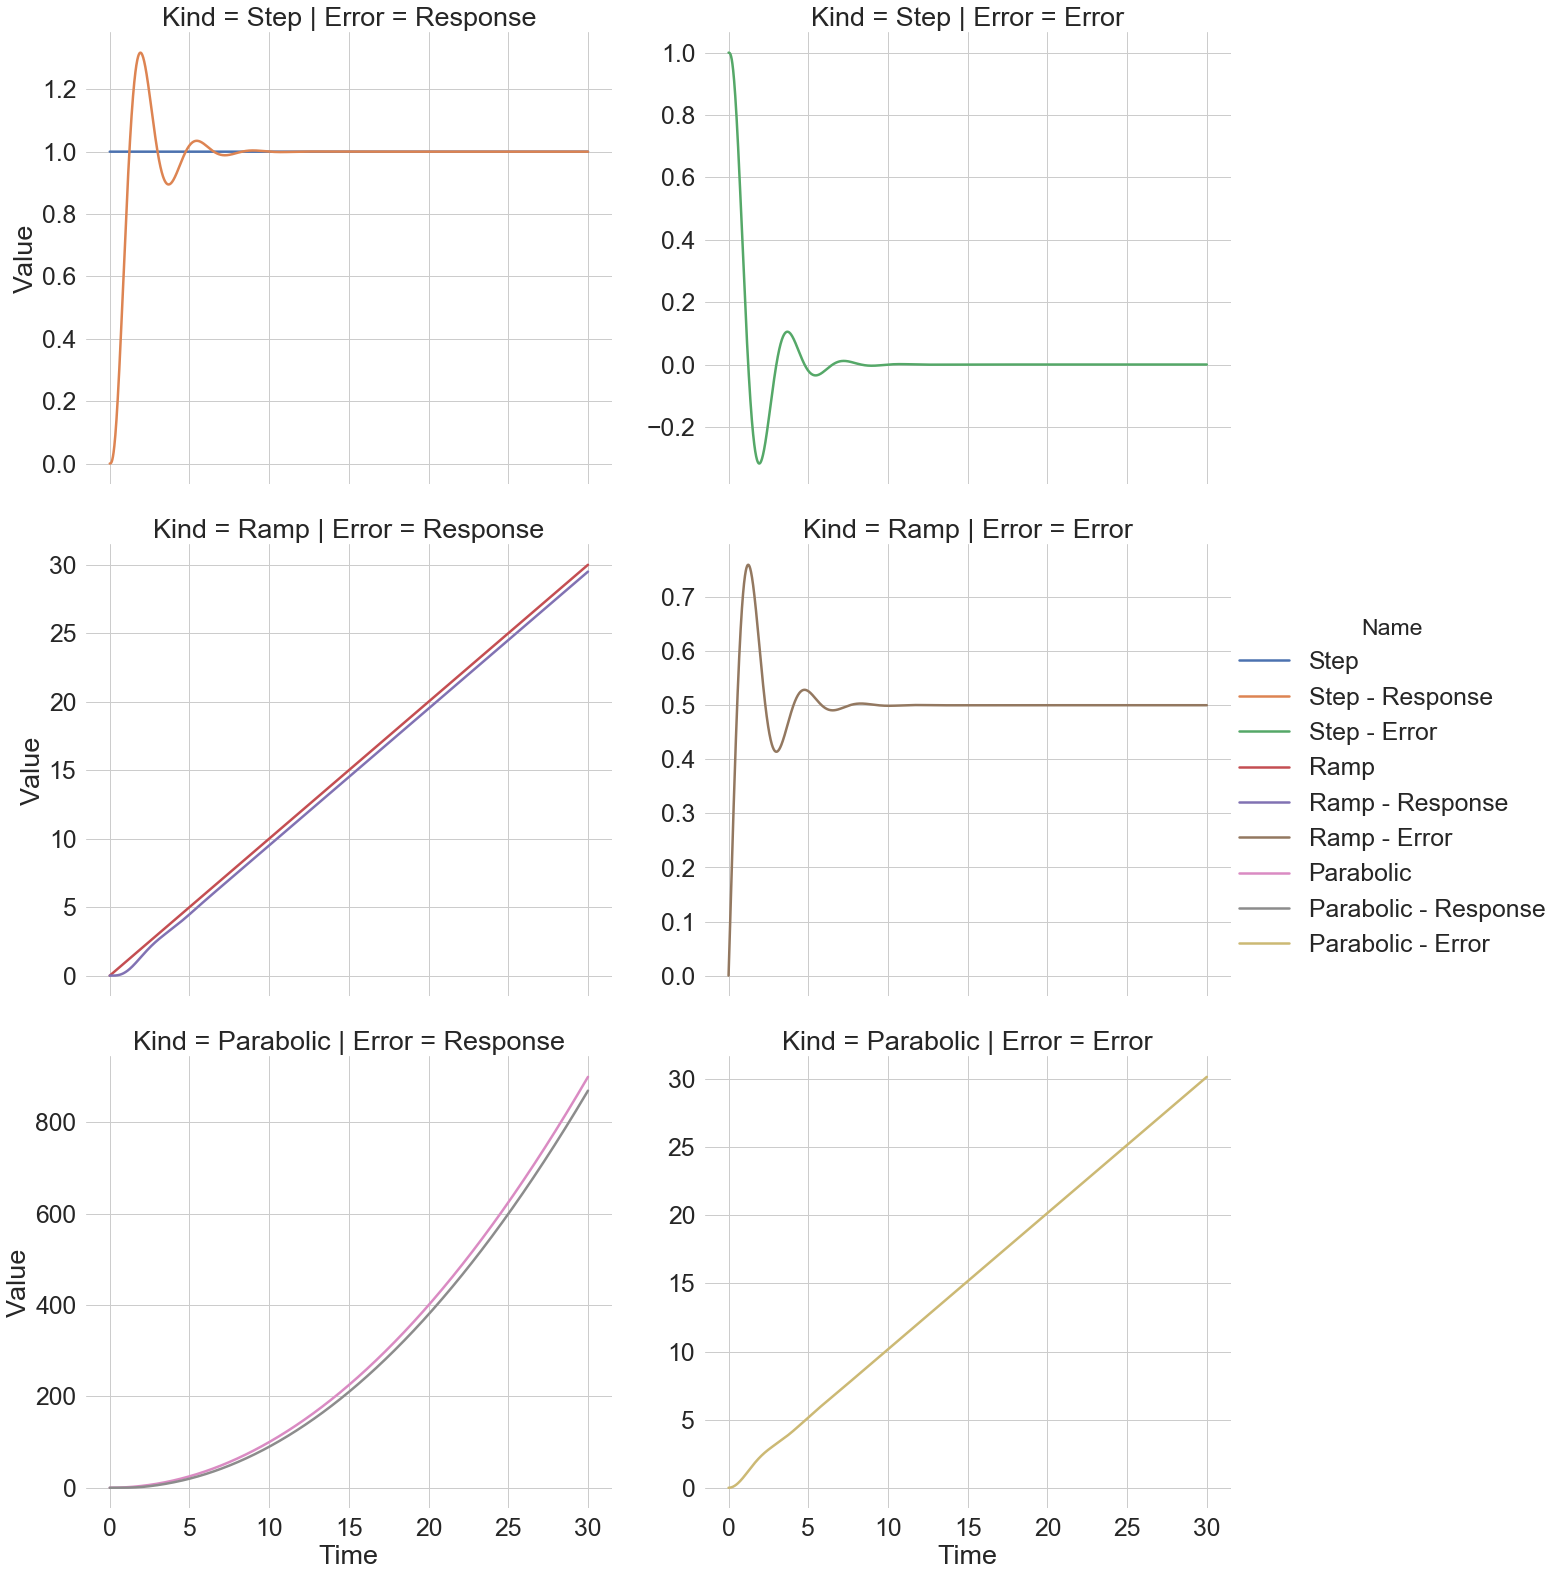 Kind = Step | Error = Response
1.2
1.0
0.8
0.6
0.4
0.2
0.0
Value
Kind = Step | Error = Error
1.0
0.8
0.6
0.4
0.2
0.0
−0.2
Kind = Ramp | Error = Response
30
25
20
15
10
5
0
Value
Kind = Ramp | Error = Error
0.7
0.6
0.5
0.4
0.3
0.2
0.1
0.0
Name
Step
Step - Response
Step - Error
Ramp
Ramp - Response
Ramp - Error
Parabolic
Parabolic - Response
Parabolic - Error
Kind = Parabolic | Error = Response
800
600
400
200
0
Value
0 5 10 15 20 25 30
Time
Kind = Parabolic | Error = Error
30
25
20
15
10
5
0
0 5 10 15 20 25 30
Time